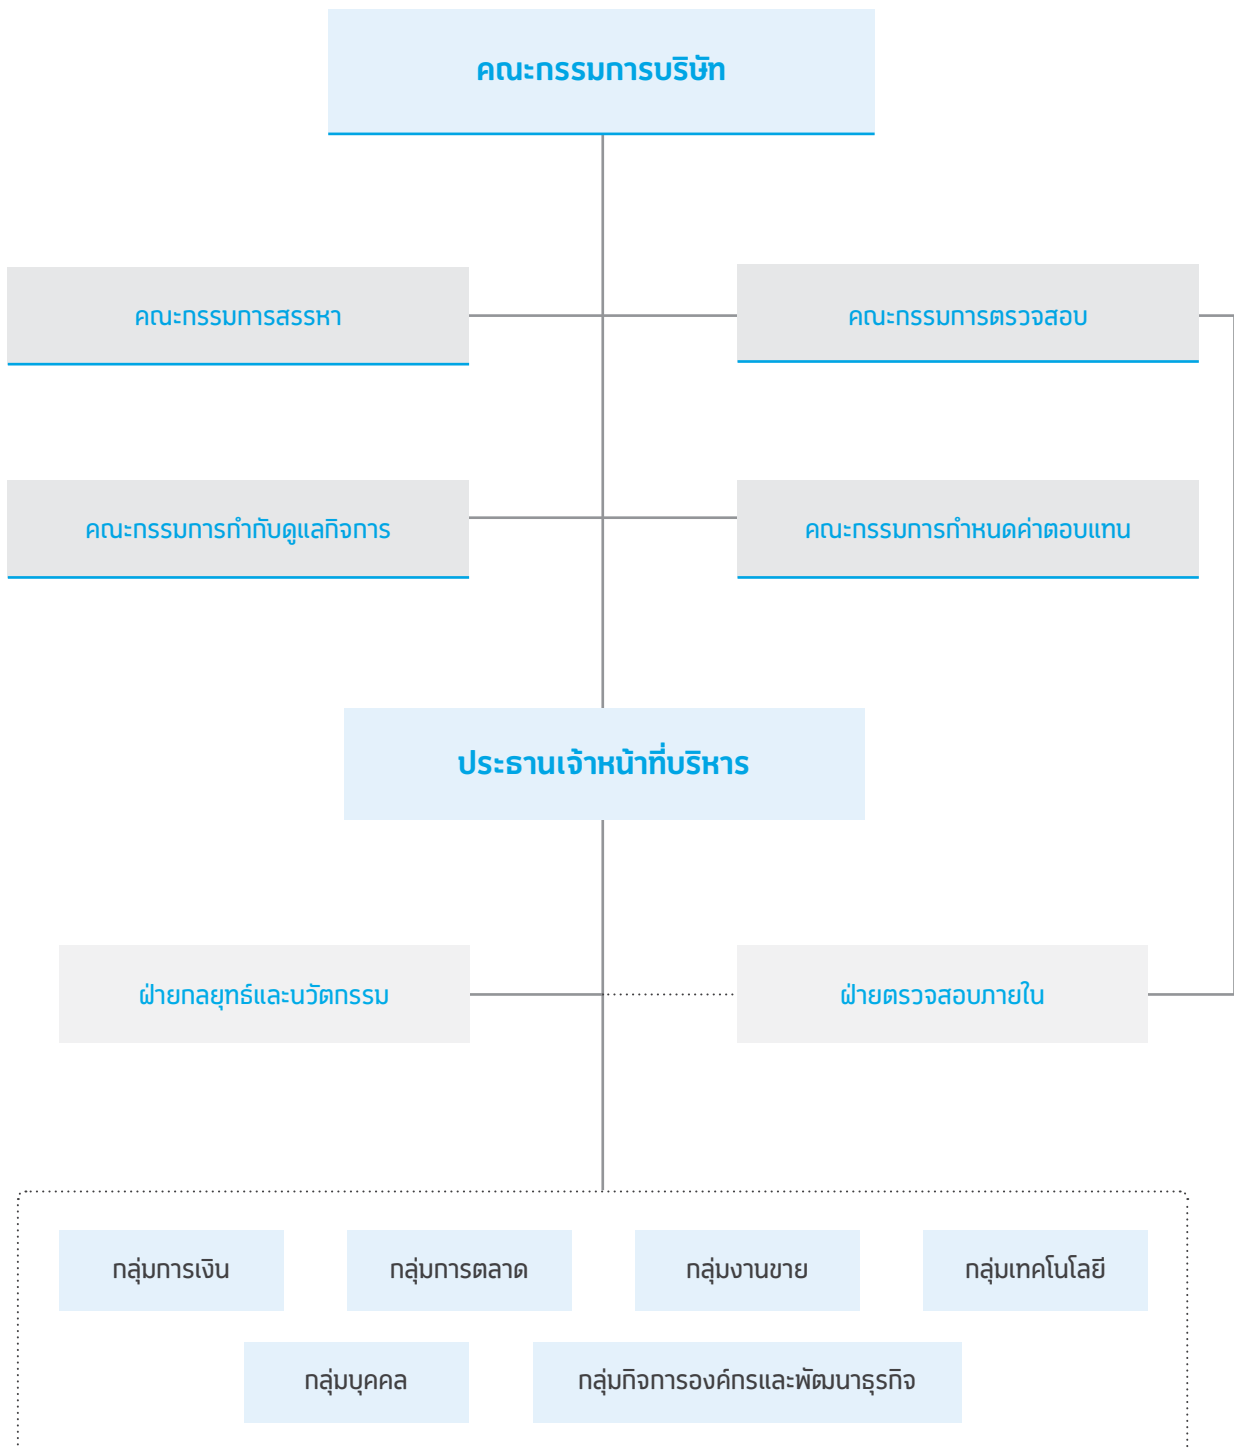 คณะกรรมการบริษัท
คณะกรรมการสรรหา
คณะกรรมการตรวจสอบ
คณะกรรมการกำกับดูแลกิจการ
คณะกรรมการกำหนดค่าตอบแทน
ประธานเจ้าหน้าที่บริหาร
ฝ่ายกลยุทธ์และนวัตกรรม
ฝ่ายตรวจสอบภายใน
กลุ่มการเงิน
กลุ่มการตลาด
กลุ่มงานขาย
กลุ่มเทคโนโลยี
กลุ่มบุคคล
กลุ่มกิจการองค์กรและพัฒนาธุรกิจ